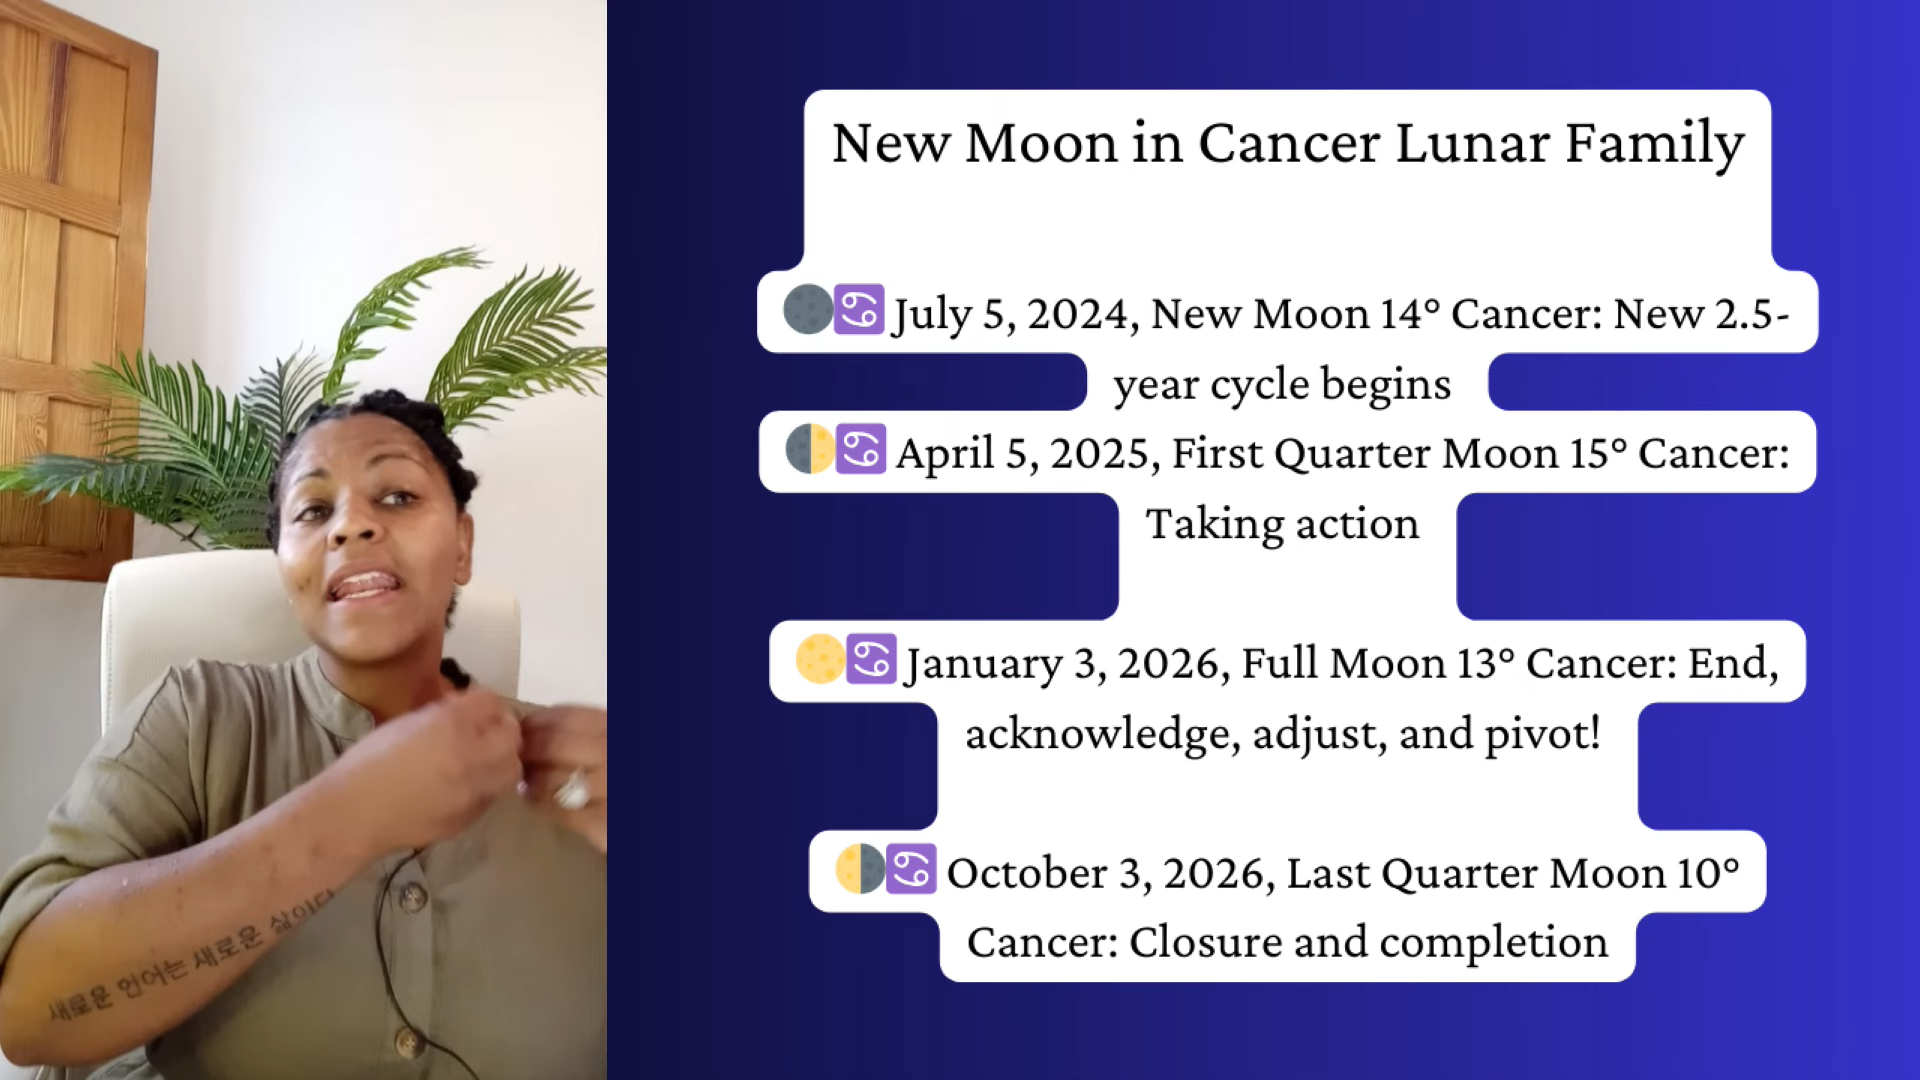 New Moon in Cancer Lunar Family
🌑♋ July 5, 2024, New Moon 14° Cancer: New 2.5-
year cycle begins
🌓♋ April 5, 2025, First Quarter Moon 15° Cancer:
Taking action
🌕♋ January 3, 2026, Full Moon 13° Cancer: End,
acknowledge, adjust, and pivot!
🌗♋ October 3, 2026, Last Quarter Moon 10°
Cancer: Closure and completion
새로운 언어는 새로운 삶이다